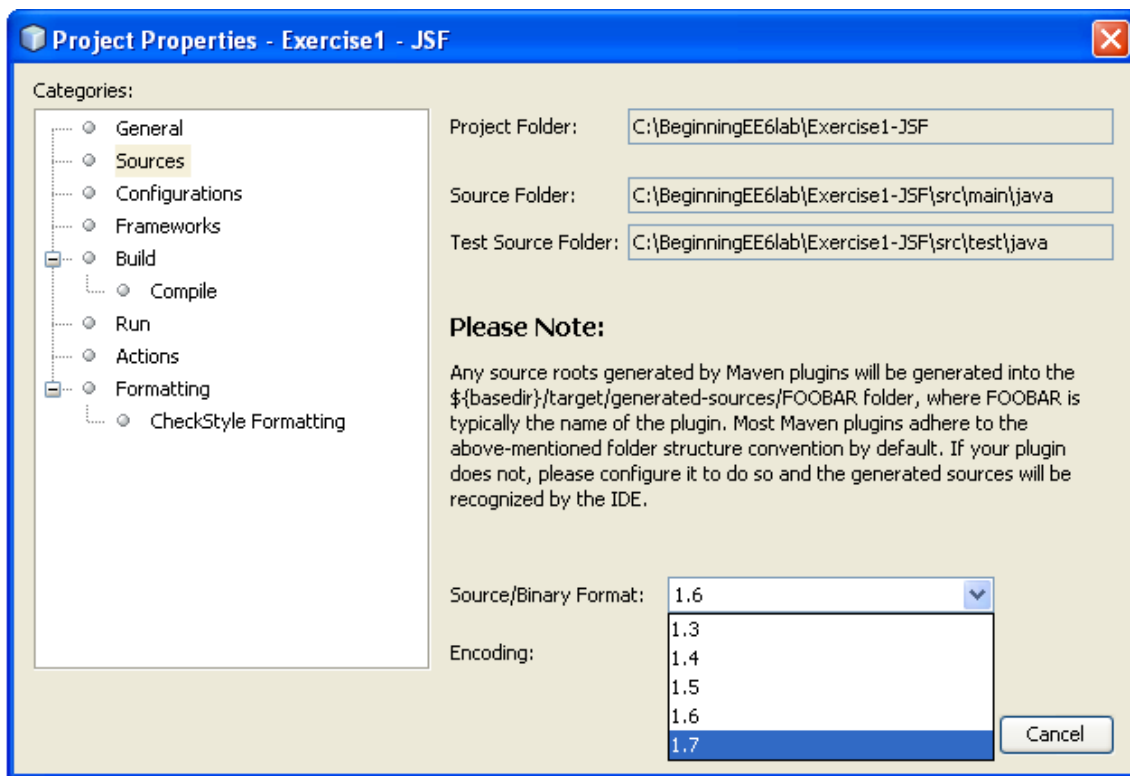 Project Properties - Exercise1 - JSF
Categories:
General
Sources
Configurations
Frameworks
Build
Compile
Run
Actions
Formatting
CheckStyle Formatting
Project Folder: C:\BeginningEE6lab\Exercise1-JSF
Source Folder: C:\BeginningEE6lab\Exercise1-JSF\src\main\java
Test Source Folder: C:\BeginningEE6lab\Exercise1-JSF\src\test\java
Please Note:
Any source roots generated by Maven plugins will be generated into the
${basedir}/target/generated-sources/FOOBAR folder, where FOOBAR is
typically the name of the plugin. Most Maven plugins adhere to the
above-mentioned folder structure convention by default. If your plugin
does not, please configure it to do so and the generated sources will be
recognized by the IDE.
Source/Binary Format: 1.6
1.3
1.4
Encoding:
1.5
1.6
1.7
Cancel